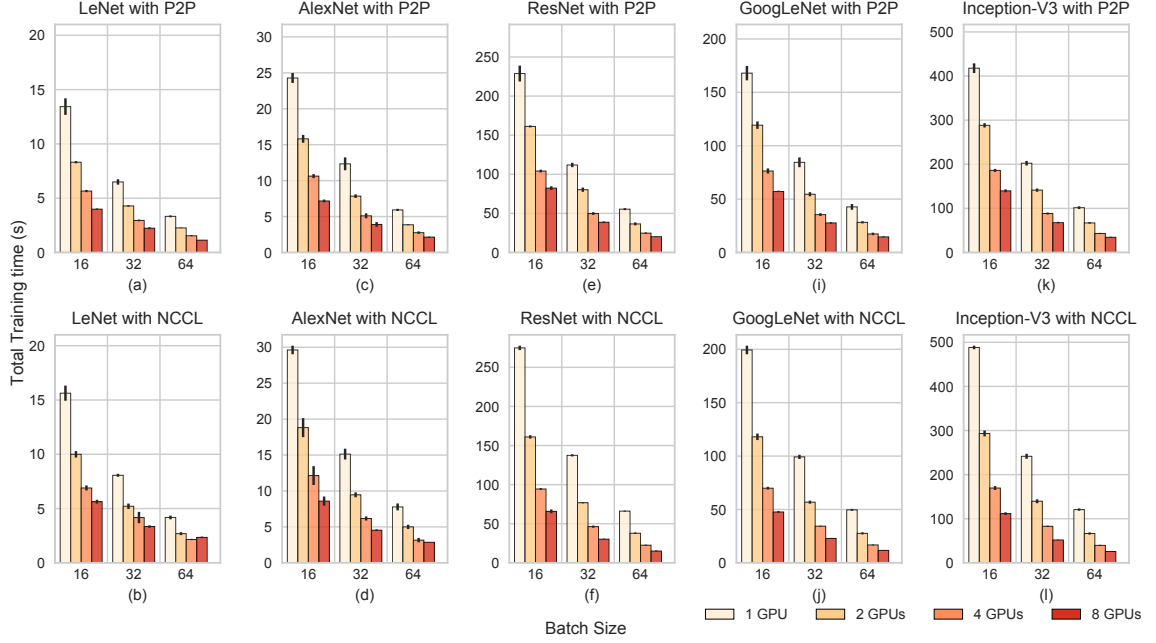 LeNet with P2P
AlexNet with P2P
ResNet with P2P
GoogLeNet with P2P
Inception-V3 with P2P
20
15
10
5
0
16 32 64
(a)
30
25
20
15
10
5
0
16 32 64
(c)
250
200
150
100
50
0
16 32 64
(e)
200
150
100
50
0
16 32 64
(i)
500
400
300
200
100
0
16 32 64
(k)
Total Training time (s)
LeNet with NCCL
AlexNet with NCCL
ResNet with NCCL
GoogLeNet with NCCL
Inception-V3 with NCCL
20
15
10
5
0
16 32 64
(b)
30
25
20
15
10
5
0
16 32 64
(d)
250
200
150
100
50
0
16 32 64
(f)
200
150
100
50
0
16 32 64
(j)
500
400
300
200
100
0
16 32 64
(l)
Batch Size
1 GPU 2 GPUs 4 GPUs 8 GPUs